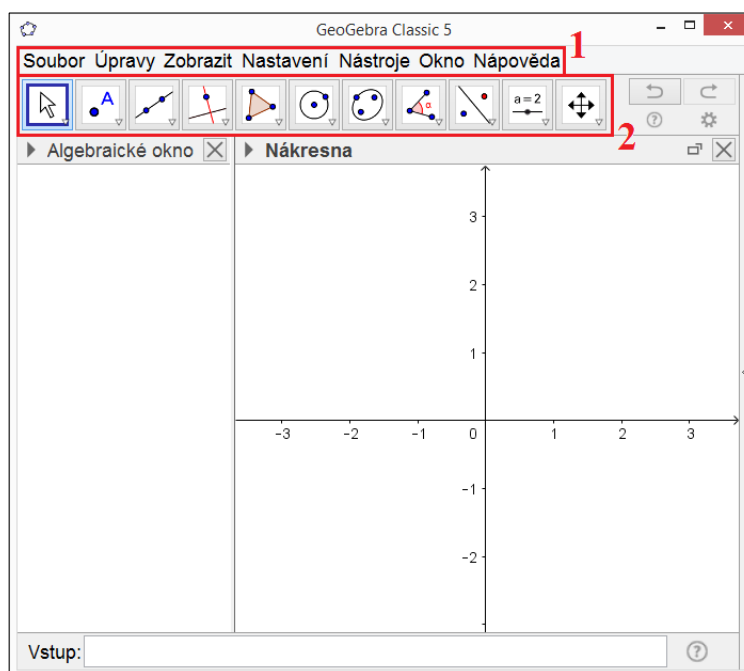 GeoGebra Classic 5
Soubor Úpravy Zobrazit Nastavení Nástroje Okno Nápověda 1
A α a = 2
2
Algebraické okno Nákresna
3
2
1
-3 -2 -1 0 1 2 3
-1
-2
Vstup: